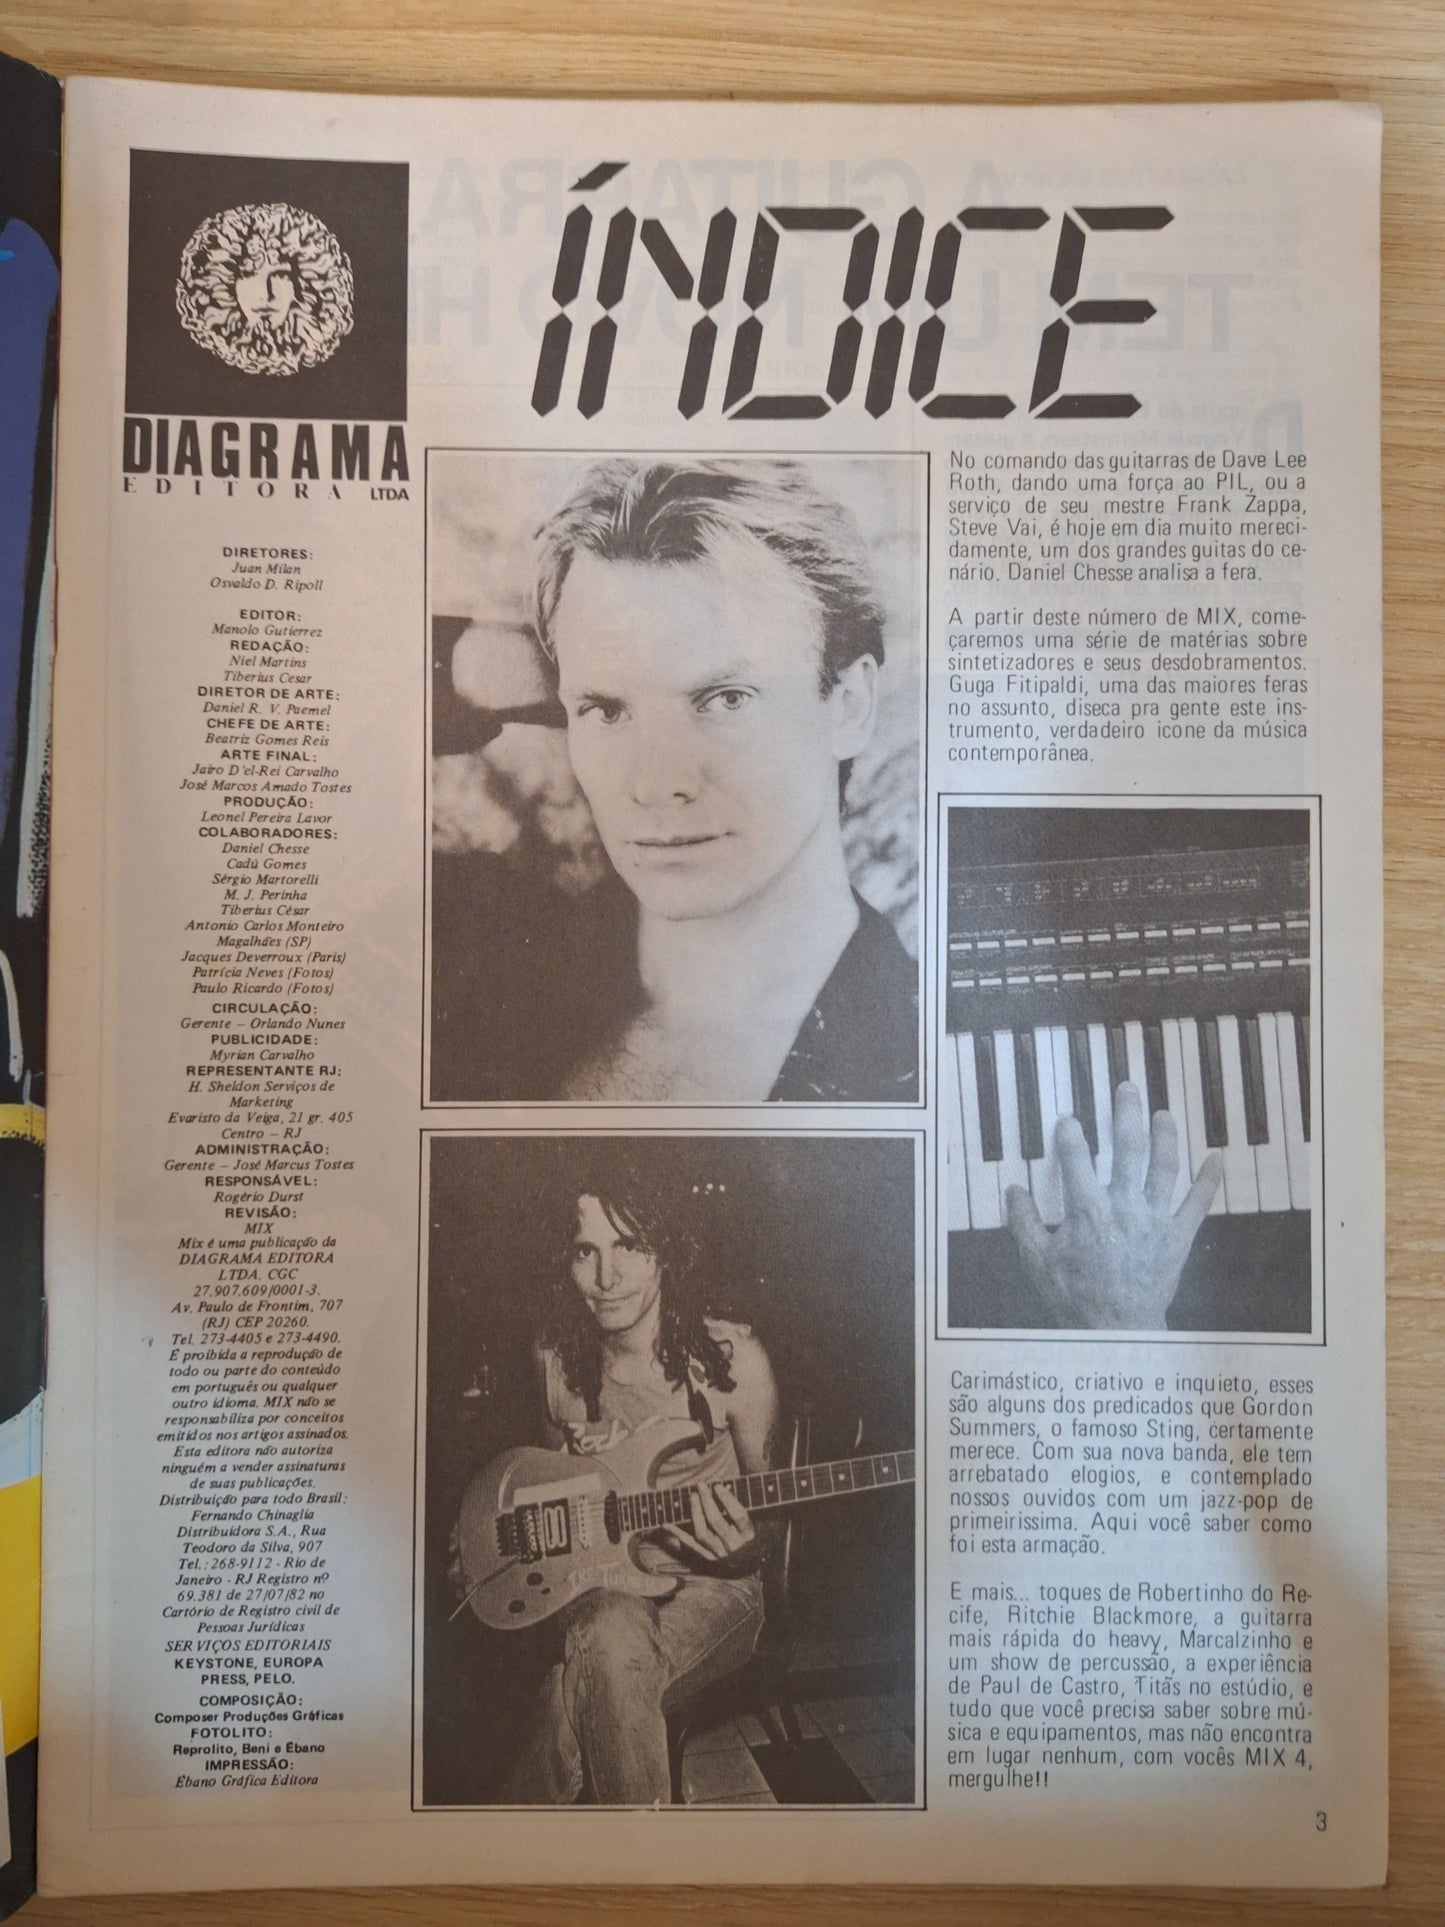 DIAGRAMA
EDITORA LTDA
DIRETORES:
Juan Milan
Osvaldo D. Ripoll
EDITOR:
Manolo Gutierrez
REDAÇÃO:
Niel Martins
Tiberius Cesar
DIRETOR DE ARTE:
Daniel R. V. Paemel
CHEFE DE ARTE:
Beatriz Gomes Reis
ARTE FINAL:
Jairo D'el-Rei Carvalho
José Marcos Amado Tostes
PRODUÇÃO:
Leonel Pereira Lavor
COLABORADORES:
Daniel Chesse
Cadú Gomes
Sérgio Martorelli
M. J. Perinha
Tiberius César
Antonio Carlos Monteiro
Magalhães (SP)
Jacques Deverroux (Paris)
Patrícia Neves (Fotos)
Paulo Ricardo (Fotos)
CIRCULAÇÃO:
Gerente – Orlando Nunes
PUBLICIDADE:
Myrian Carvalho
REPRESENTANTE RJ:
H. Sheldon Serviços de
Marketing
Evaristo da Veiga, 21 gr. 405
Centro – RJ
ADMINISTRAÇÃO:
Gerente – José Marcus Tostes
RESPONSÁVEL:
Rogério Durst
REVISÃO:
MIX
Mix é uma publicação da
DIAGRAMA EDITORA
LTDA. CGC
27.907.609/0001-3.
Av. Paulo de Frontim, 707
(RJ) CEP 20260.
Tel. 273-4405 e 273-4490.
É proibida a reprodução de
todo ou parte do conteúdo
em português ou qualquer
outro idioma. MIX não se
responsabiliza por conceitos
emitidos nos artigos assinados.
Esta editora não autoriza
ninguém a vender assinaturas
de suas publicações.
Distribuição para todo Brasil:
Fernando Chinaglia
Distribuidora S.A., Rua
Teodoro da Silva, 907
Tel.: 268-9112 - Rio de
Janeiro - RJ Registro nº
69.381 de 27/07/82 no
Cartório de Registro civil de
Pessoas Jurídicas
SERVIÇOS EDITORIAIS
KEYSTONE, EUROPA
PRESS, PELO.
COMPOSIÇÃO:
Composer Produções Gráficas
FOTOLITO:
Reprolito, Beni e Ébano
IMPRESSÃO:
Ébano Gráfica Editora
ÍNDICE
No comando das guitarras de Dave Lee
Roth, dando uma força ao PIL, ou a
serviço de seu mestre Frank Zappa,
Steve Vai, é hoje em dia muito mereci-
damente, um dos grandes guitas do ce-
nário. Daniel Chesse analisa a fera.
A partir deste número de MIX, come-
çaremos uma série de matérias sobre
sintetizadores e seus desdobramentos.
Guga Fitipaldi, uma das maiores feras
no assunto, diseca pra gente este ins-
trumento, verdadeiro icone da música
contemporânea.
Carimástico, criativo e inquieto, esses
são alguns dos predicados que Gordon
Summers, o famoso Sting, certamente
merece. Com sua nova banda, ele tem
arrebatado elogios, e contemplado
nossos ouvidos com um jazz-pop de
primeirissima. Aqui você saber como
foi esta armação.
E mais... toques de Robertinho do Re-
cife, Ritchie Blackmore, a guitarra
mais rápida do heavy, Marcalzinho e
um show de percussão, a experiência
de Paul de Castro, Titãs no estúdio, e
tudo que você precisa saber sobre mú-
sica e equipamentos, mas não encontra
em lugar nenhum, com vocês MIX 4,
mergulhe!!
3